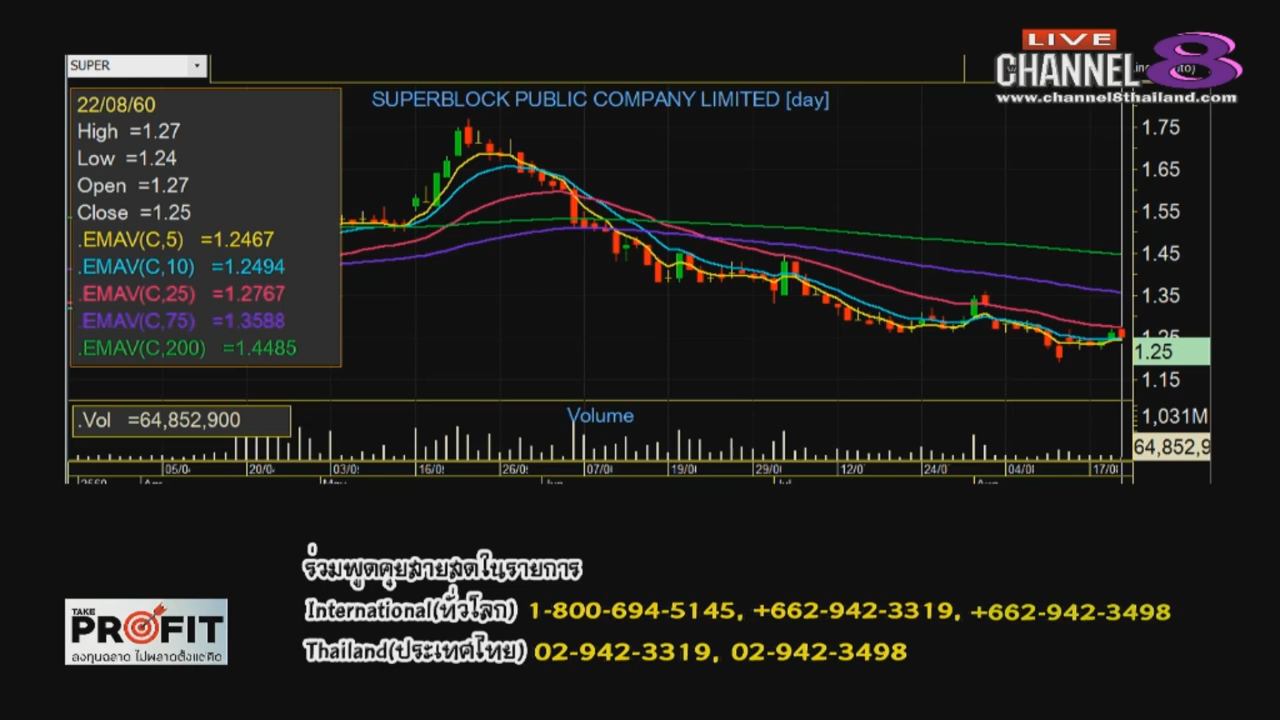 LIVE
CHANNEL 8
www.channel8thailand.com
SUPER
SUPERBLOCK PUBLIC COMPANY LIMITED [day]
22/08/60
High =1.27
Low =1.24
Open =1.27
Close =1.25
.EMAV(C,5) =1.2467
.EMAV(C,10) =1.2494
.EMAV(C,25) =1.2767
.EMAV(C,75) =1.3588
.EMAV(C,200) =1.4485
1.75
1.65
1.55
1.45
1.35
1.25
1.25
1.15
.Vol =64,852,900
Volume
1,031M
64,852,9
05/0 20/0 03/0 16/0 26/0 07/0 19/0 29/0 12/0 24/0 04/0 17/0
ร่วมพูดคุยสายสดในรายการ
International(ทั่วโลก) 1-800-694-5145, +662-942-3319, +662-942-3498
Thailand(ประเทศไทย) 02-942-3319, 02-942-3498
TAKE
PROFIT
ลงทุนฉลาด ไม่พลาดตั้งแต่คิด